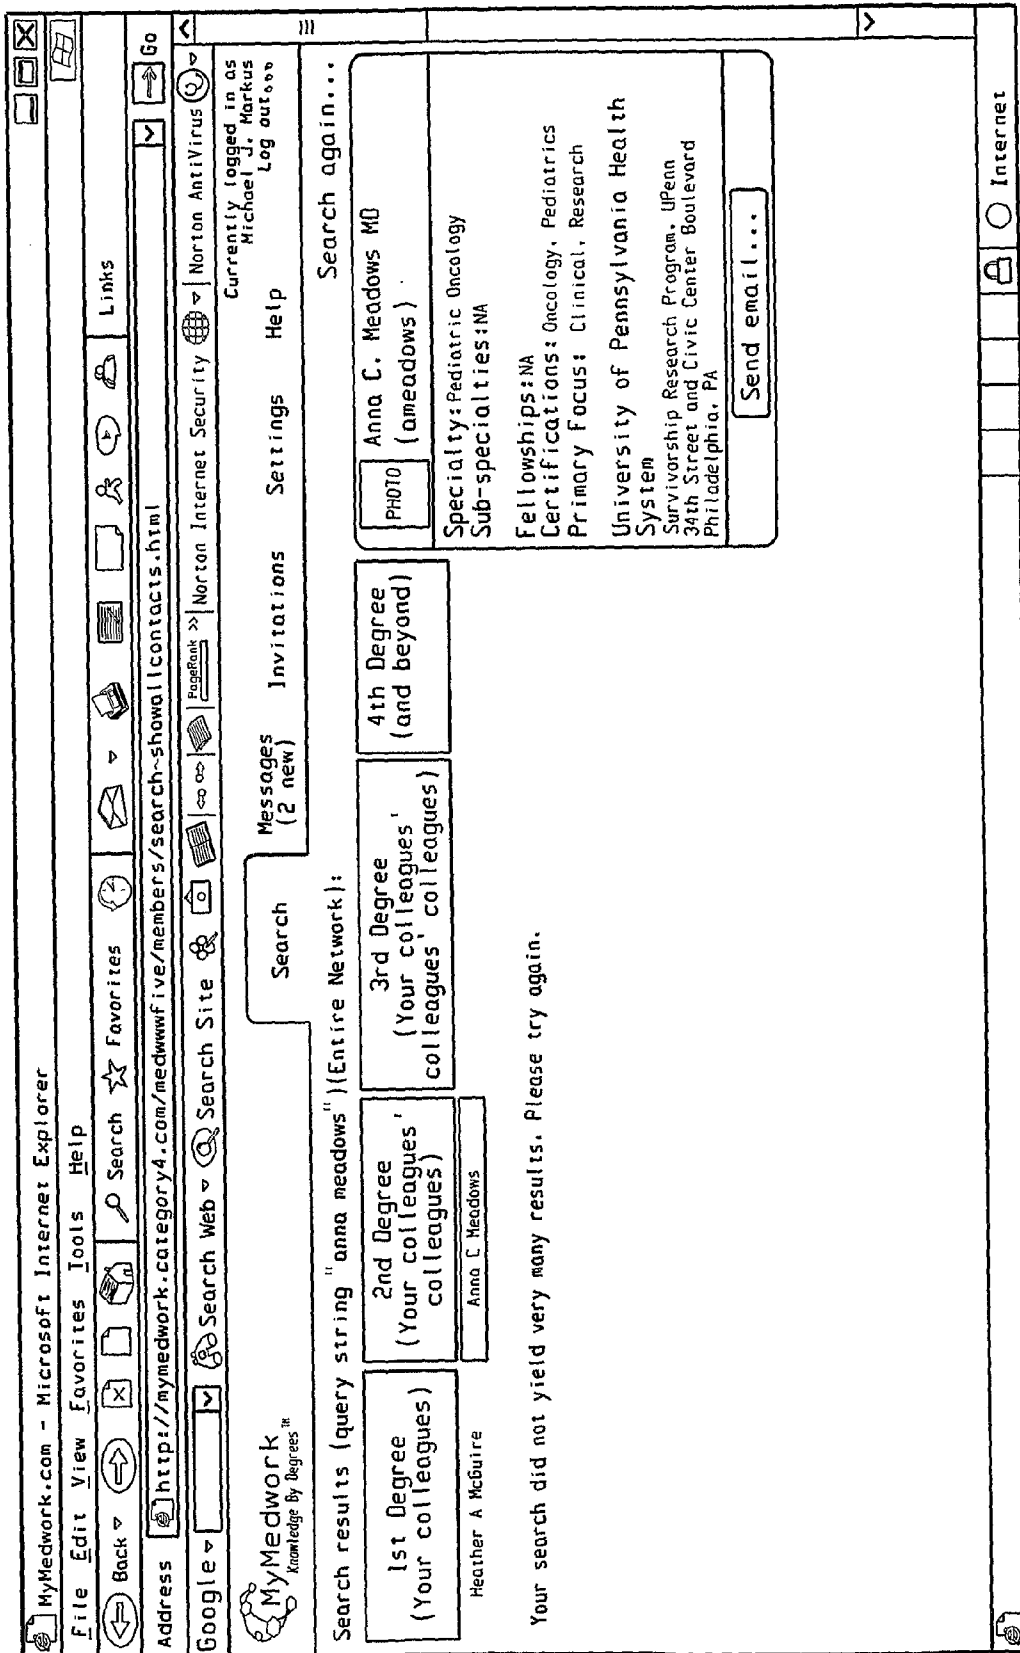 MyMedwork.com - Microsoft Internet Explorer
File Edit View Favorites Tools Help
Back Search Favorites Links
Address http://mymedwork.category4.com/medwwwfive/members/search-showallcontacts.html Go
Google Search Web Search Site PageRank >> Norton Internet Security Norton AntiVirus
Currently logged in as
Michael J. Markus
Log out...
MyMedwork™
Knowledge By Degrees
Search
Messages
(2 new)
Invitations
Settings
Help
Search results (query string "anna meadows")(Entire Network):
Search again...
1st Degree
(Your colleagues)
2nd Degree
(Your colleagues'
colleagues)
3rd Degree
(Your colleagues'
colleagues' colleagues)
4th Degree
(and beyond)
Heather A McGuire
Anna C Meadows
PHOTO
Anna C. Meadows MD
(ameadows)
Specialty: Pediatric Oncology
Sub-specialties: NA
Fellowships: NA
Certifications: Oncology, Pediatrics
Primary Focus: Clinical, Research
University of Pennsylvania Health
System
Survivorship Research Program, UPenn
34th Street and Civic Center Boulevard
Philadelphia, PA
Send email...
Your search did not yield very many results. Please try again.
Internet